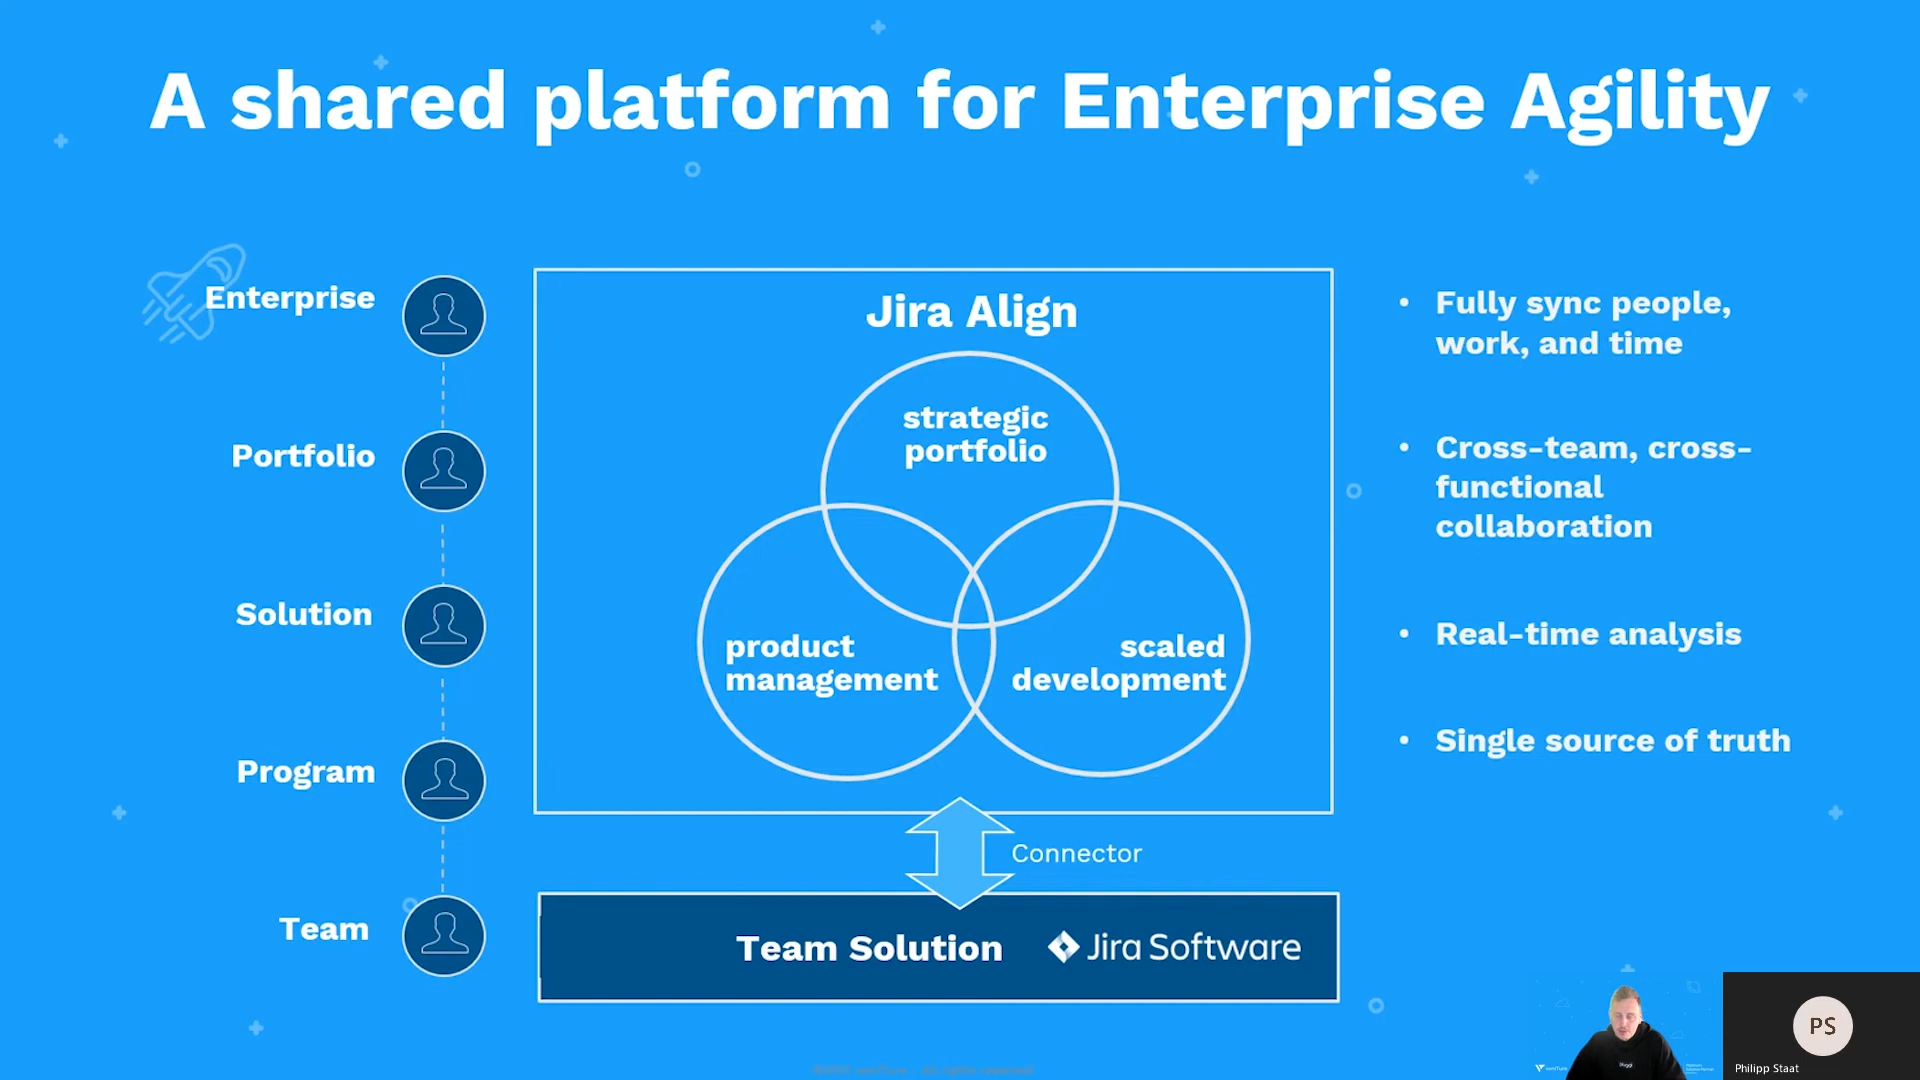 A shared platform for Enterprise Agility
Enterprise
Portfolio
Solution
Program
Team
Jira Align
strategic
portfolio
product
management
scaled
development
Connector
Team Solution
Jira Software
• Fully sync people,
work, and time
• Cross-team, cross-
functional
collaboration
• Real-time analysis
• Single source of truth
PS
Philipp Staat